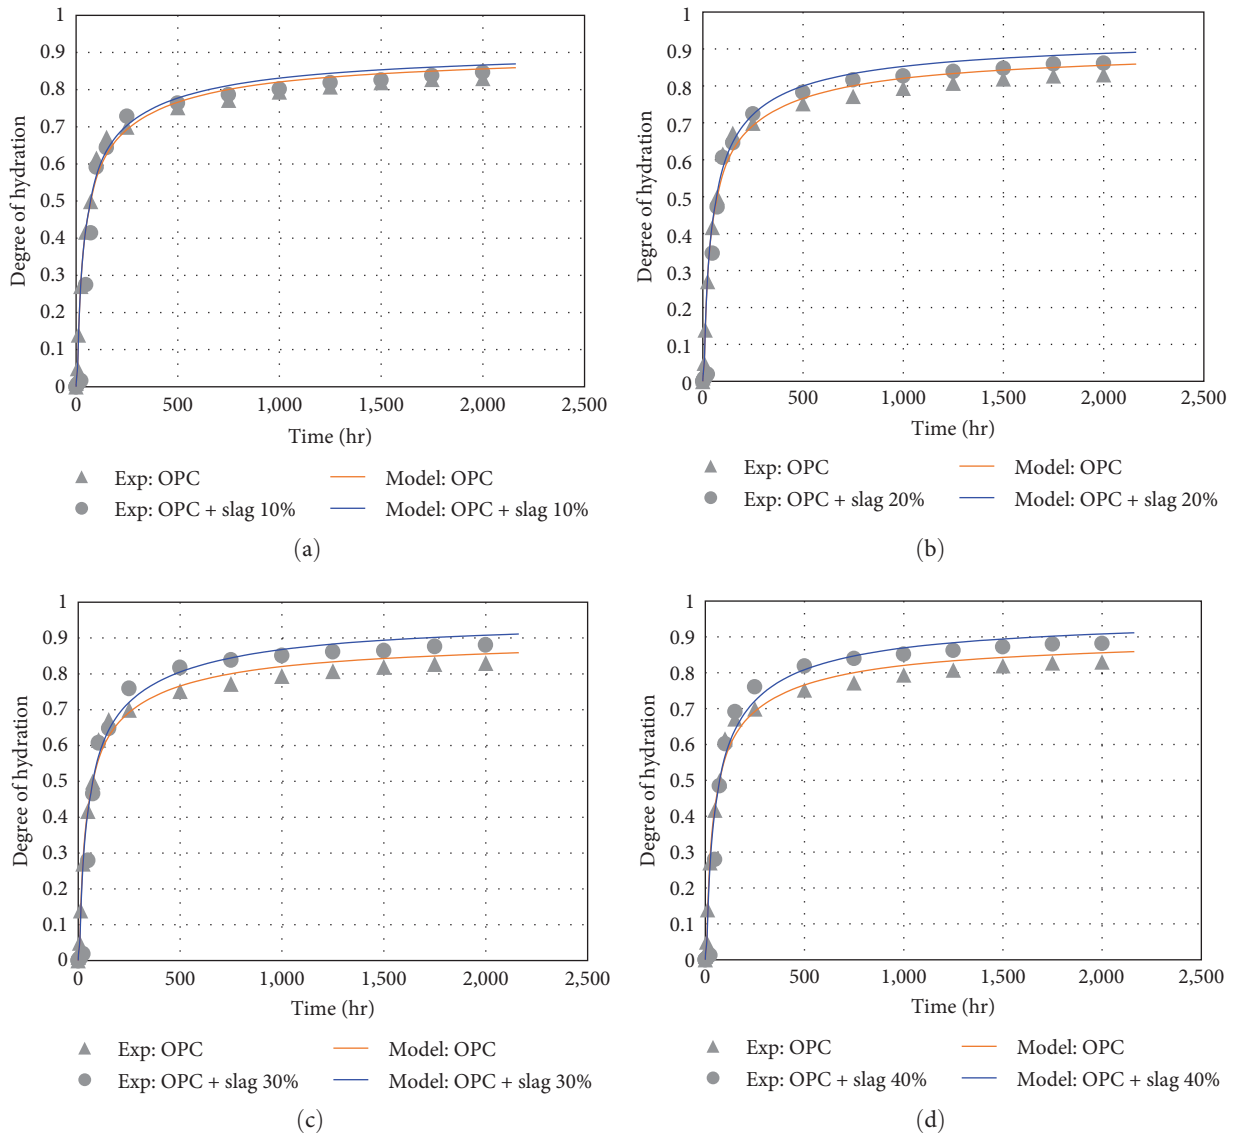 1
0.9
0.8
0.7
0.6
0.5
0.4
0.3
0.2
0.1
0
Degree of hydration
0 500 1,000 1,500 2,000 2,500
Time (hr)
Exp: OPC Model: OPC
Exp: OPC + slag 10% Model: OPC + slag 10%
(a)
1
0.9
0.8
0.7
0.6
0.5
0.4
0.3
0.2
0.1
0
Degree of hydration
0 500 1,000 1,500 2,000 2,500
Time (hr)
Exp: OPC Model: OPC
Exp: OPC + slag 20% Model: OPC + slag 20%
(b)
1
0.9
0.8
0.7
0.6
0.5
0.4
0.3
0.2
0.1
0
Degree of hydration
0 500 1,000 1,500 2,000 2,500
Time (hr)
Exp: OPC Model: OPC
Exp: OPC + slag 30% Model: OPC + slag 30%
(c)
1
0.9
0.8
0.7
0.6
0.5
0.4
0.3
0.2
0.1
0
Degree of hydration
0 500 1,000 1,500 2,000 2,500
Time (hr)
Exp: OPC Model: OPC
Exp: OPC + slag 40% Model: OPC + slag 40%
(d)